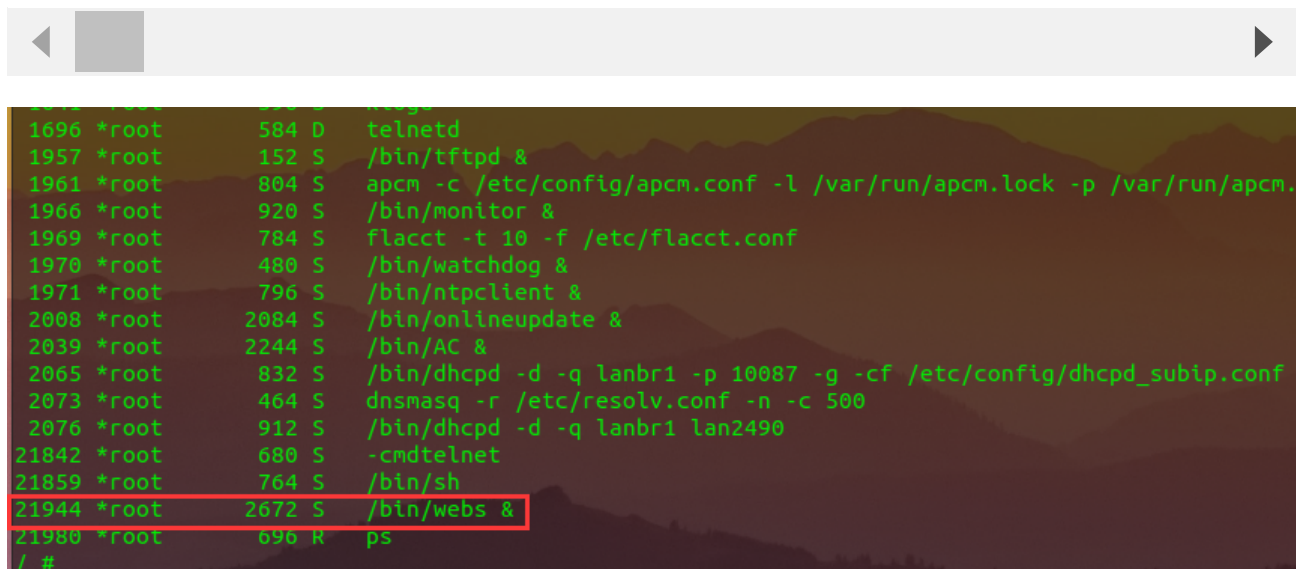 1696 *root 584 D telnetd
1957 *root 152 S /bin/tftpd &
1961 *root 804 S apcm -c /etc/config/apcm.conf -l /var/run/apcm.lock -p /var/run/apcm.
1966 *root 920 S /bin/monitor &
1969 *root 784 S flacct -t 10 -f /etc/flacct.conf
1970 *root 480 S /bin/watchdog &
1971 *root 796 S /bin/ntpclient &
2008 *root 2084 S /bin/onlineupdate &
2039 *root 2244 S /bin/AC &
2065 *root 832 S /bin/dhcpd -d -q lanbr1 -p 10087 -g -cf /etc/config/dhcpd_subip.conf
2073 *root 464 S dnsmasq -r /etc/resolv.conf -n -c 500
2076 *root 912 S /bin/dhcpd -d -q lanbr1 lan2490
21842 *root 680 S -cmdtelnet
21859 *root 764 S /bin/sh
21944 *root 2672 S /bin/webs &
21980 *root 696 R ps
/ #